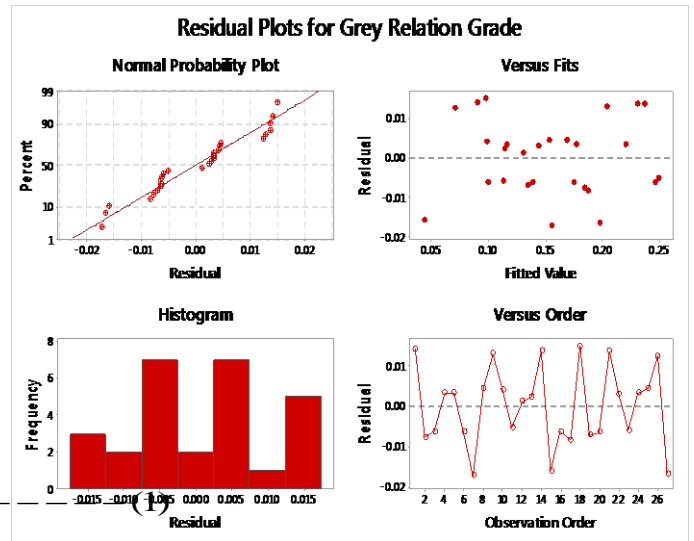 Residual Plots for Grey Relation Grade
Normal Probability Plot
99
90
50
10
1
Percent
-0.02 -0.01 0.00 0.01 0.02
Residual
Versus Fits
0.01
0.00
-0.01
-0.02
Residual
0.05 0.10 0.15 0.20 0.25
Fitted Value
Histogram
8
6
4
2
0
Frequency
-0.015 -0.010 -0.005 0.000 0.005 0.010 0.015
(1)
Residual
Versus Order
0.01
0.00
-0.01
-0.02
Residual
2 4 6 8 10 12 14 16 18 20 22 24 26
Observation Order